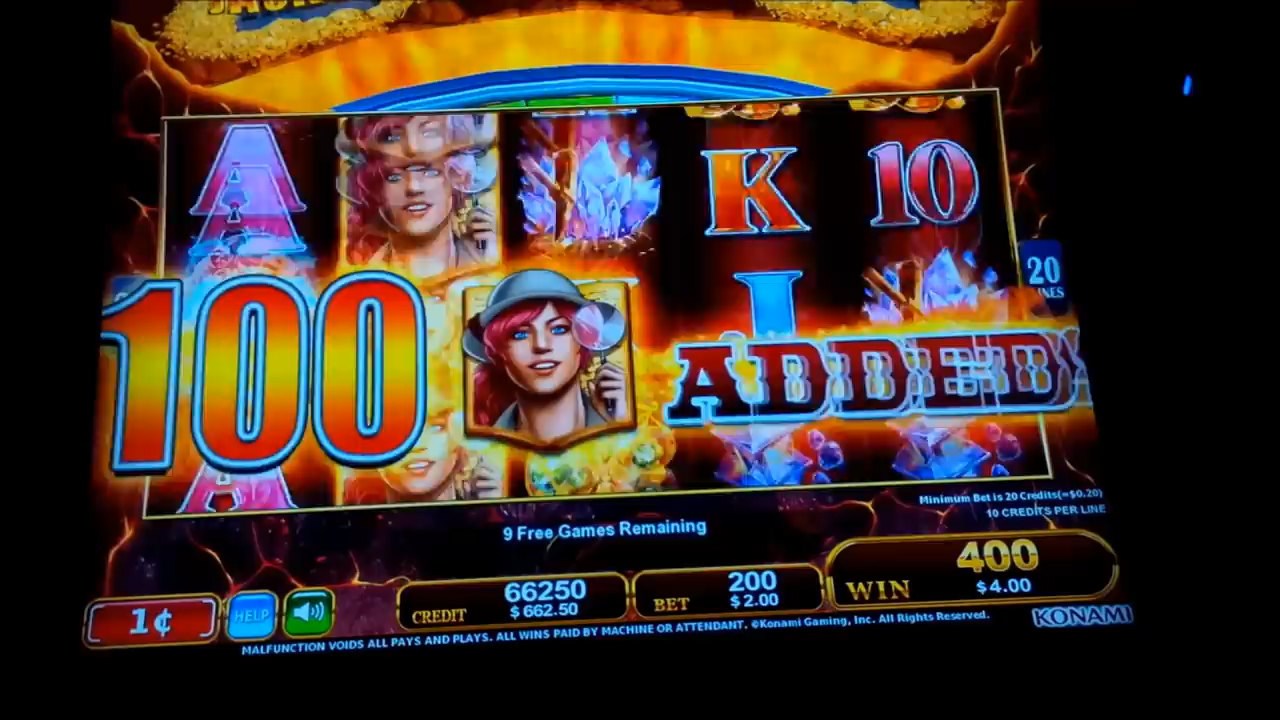 A
K
10
20
LINES
100
ADDED
A
Minimum Bet is 20 Credits(=$0.20)
10 CREDITS PER LINE
9 Free Games Remaining
1¢
HELP
CREDIT
66250
$662.50
BET
200
$2.00
WIN
400
$4.00
MALFUNCTION VOIDS ALL PAYS AND PLAYS. ALL WINS PAID BY MACHINE OR ATTENDANT. ©Konami Gaming, Inc. All Rights Reserved.
KONAMI